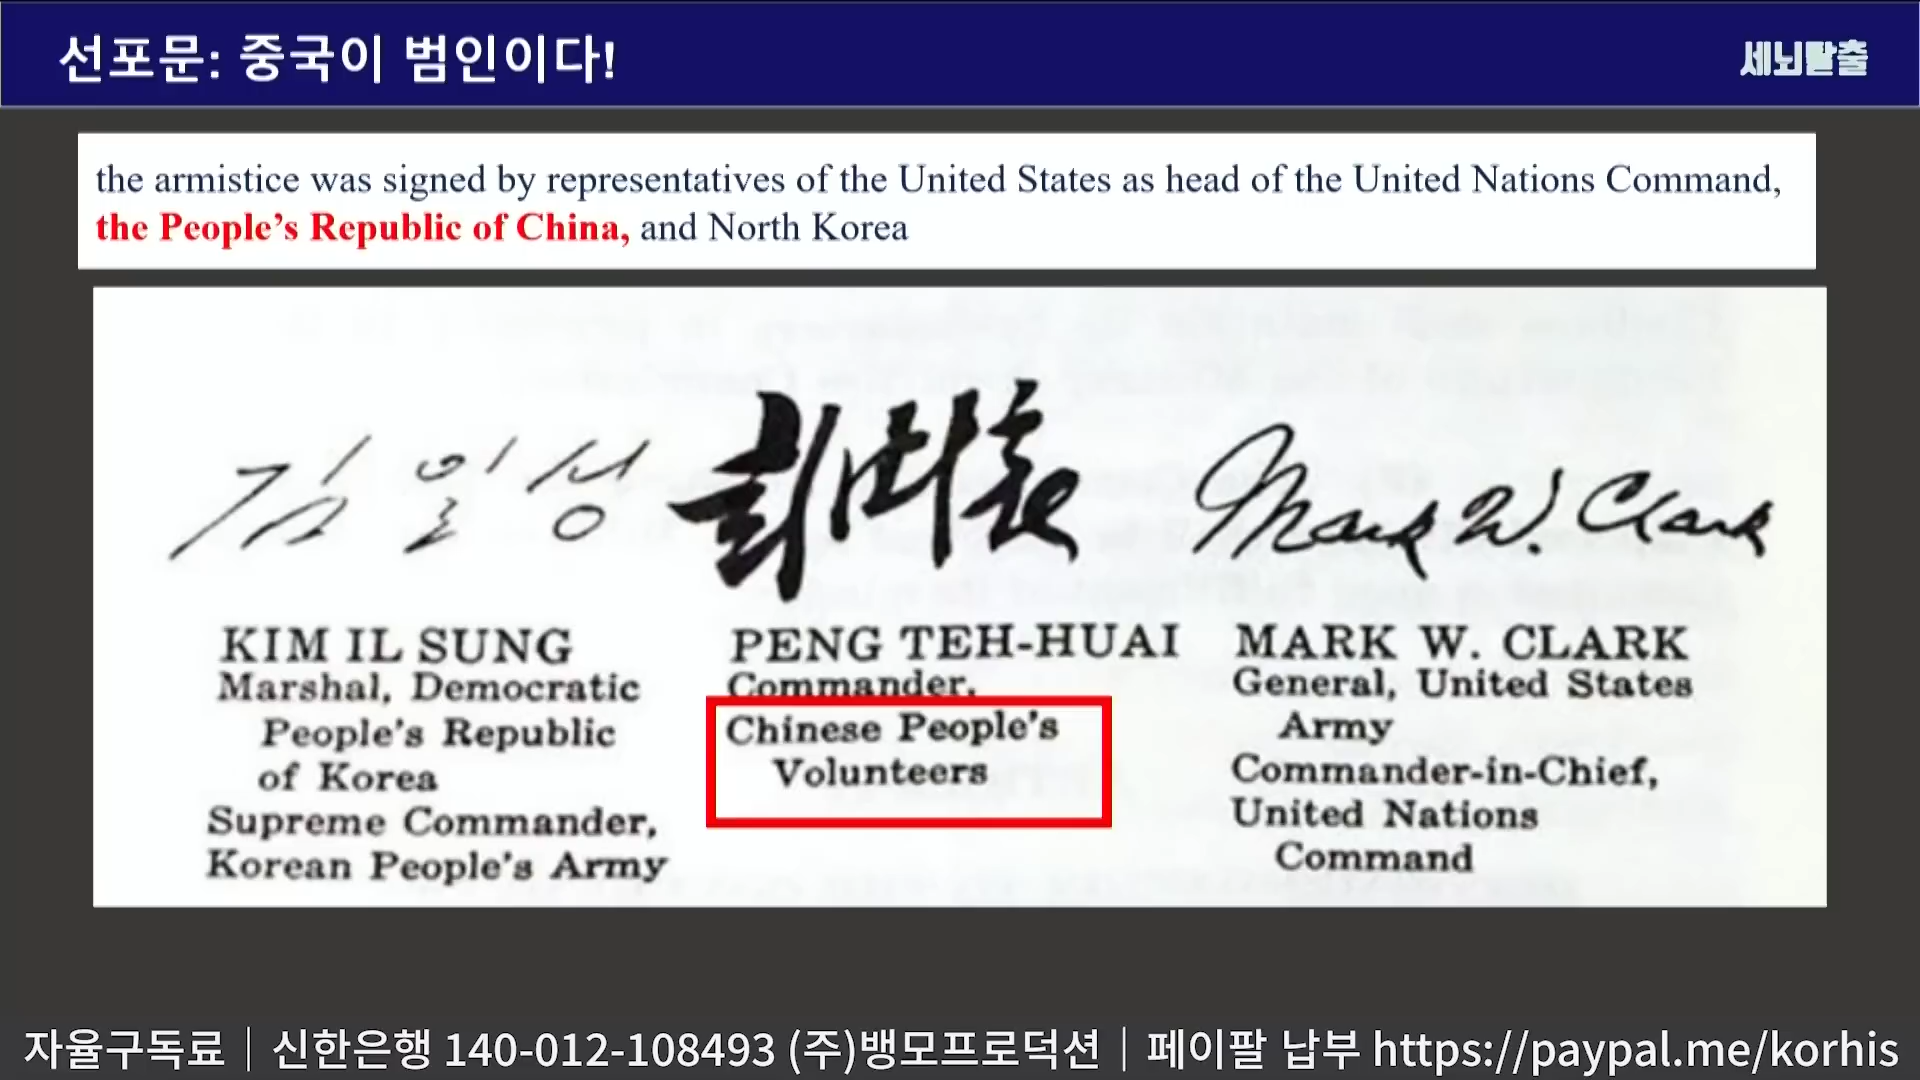 선포문: 중국이 범인이다!
세뇌탈출
the armistice was signed by representatives of the United States as head of the United Nations Command,
the People’s Republic of China, and North Korea
김일성
彭德懷
Mark W. Clark
KIM IL SUNG
Marshal, Democratic
People's Republic
of Korea
Supreme Commander,
Korean People's Army
PENG TEH-HUAI
Commander,
Chinese People's
Volunteers
MARK W. CLARK
General, United States
Army
Commander-in-Chief,
United Nations
Command
자율구독료│신한은행 140-012-108493 (주)뱅모프로덕션│페이팔 납부 https://paypal.me/korhis